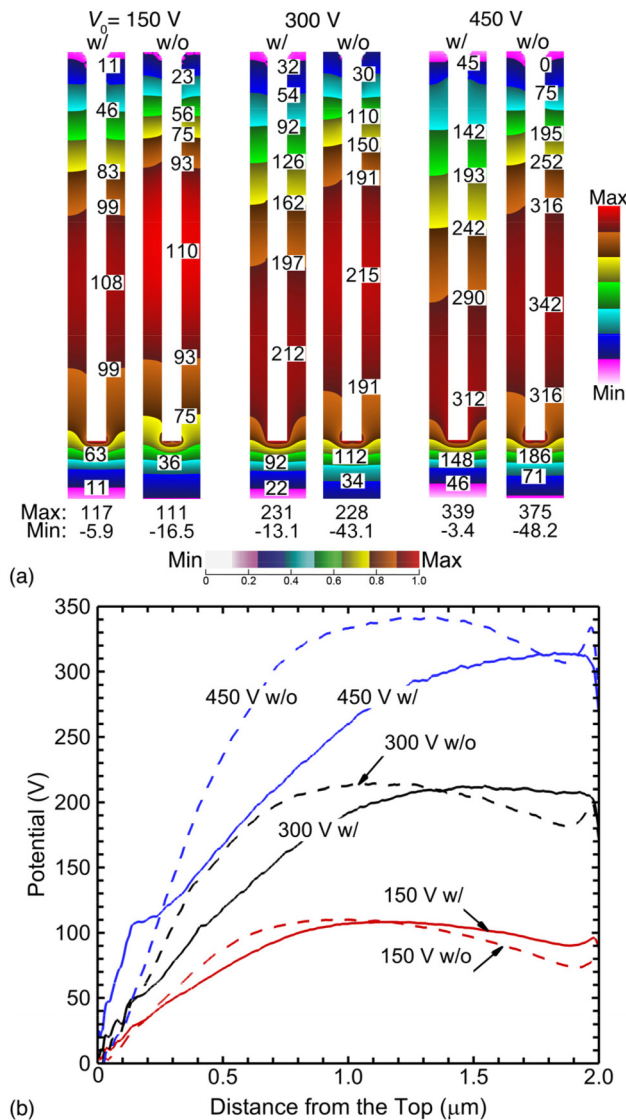 V0 = 150 V 300 V 450 V
w/ w/o w/ w/o w/ w/o
11 23 32 30 45 0
46 56 54 110 142 75
83 75 92 150 193 195
99 93 126 191 242 252
108 110 162 215 290 316
99 93 197 191 312 342
63 75 212 112 148 316
11 36 92 34 46 186
22 71
Max
Min
Max: 117 111 231 228 339 375
Min: -5.9 -16.5 -13.1 -43.1 -3.4 -48.2
Min Max
0 0.2 0.4 0.6 0.8 1.0
(a)
350
300
250
200
150
100
50
0
Potential (V)
450 V w/o
450 V w/
300 V w/o
300 V w/
150 V w/
150 V w/o
0.0 0.5 1.0 1.5 2.0
Distance from the Top (μm)
(b)